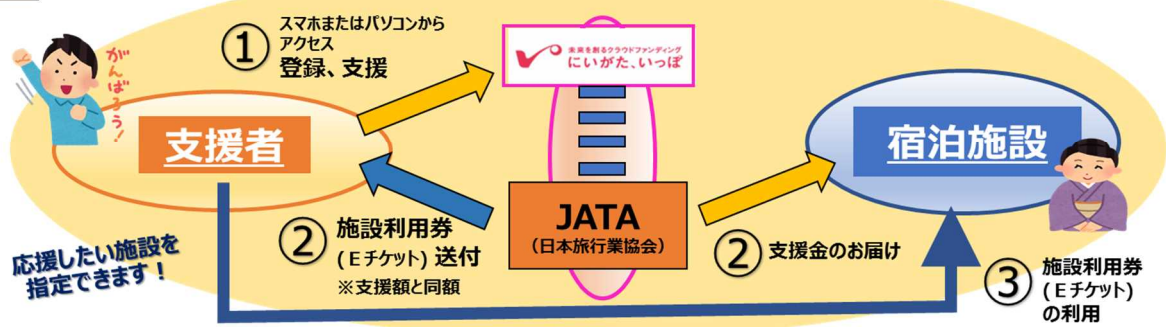 ① スマホまたはパソコンから
アクセス
登録、支援
がんばろう！
支援者
未来を創るクラウドファンディング
にいがた、いっぽ
宿泊施設
JATA
（日本旅行業協会）
② 施設利用券
(Eチケット) 送付
※支援額と同額
② 支援金のお届け
応援したい施設を
指定できます！
③ 施設利用券
(Eチケット)
の利用